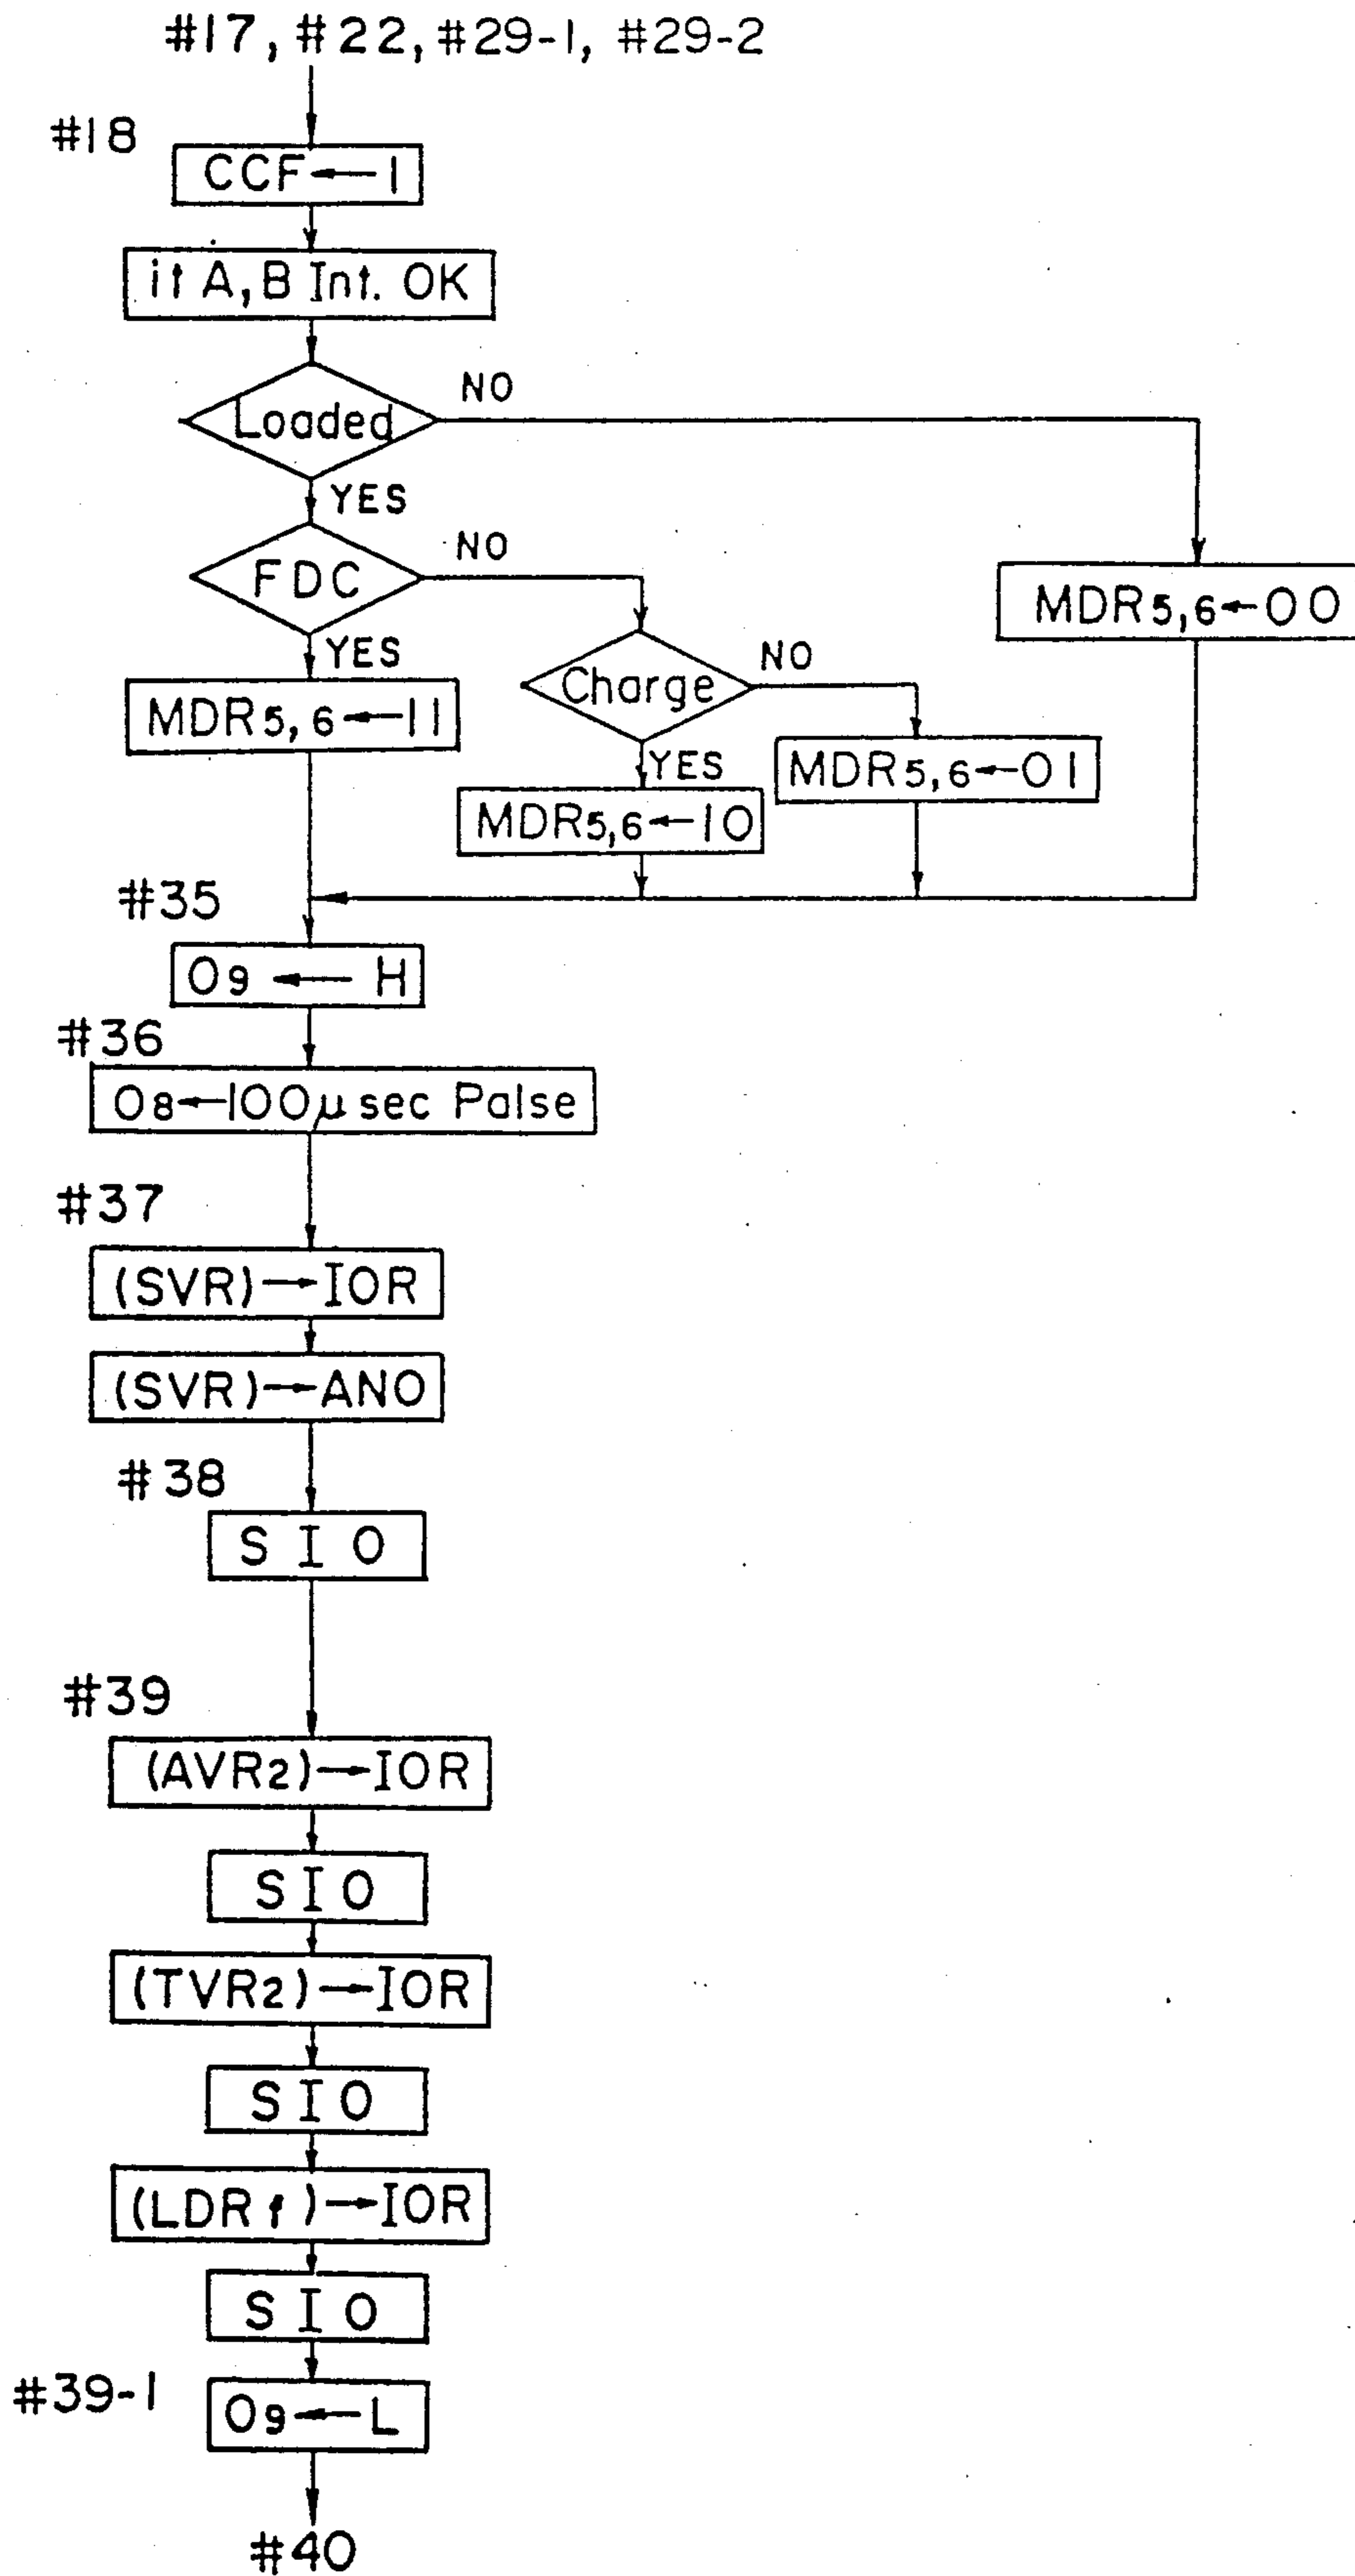 #17, #22, #29-1, #29-2
#18
CCF←1
it A, B Int. OK
Loaded
NO
YES
FDC
NO
YES
MDR5,6←00
Charge
NO
YES
MDR5,6←11
MDR5,6←01
MDR5,6←10
#35
O9 ← H
#36
O8←100μsec Palse
#37
(SVR)→IOR
(SVR)→ANO
#38
SIO
#39
(AVR2)→IOR
SIO
(TVR2)→IOR
SIO
(LDRf)→IOR
SIO
#39-1
O9←L
#40